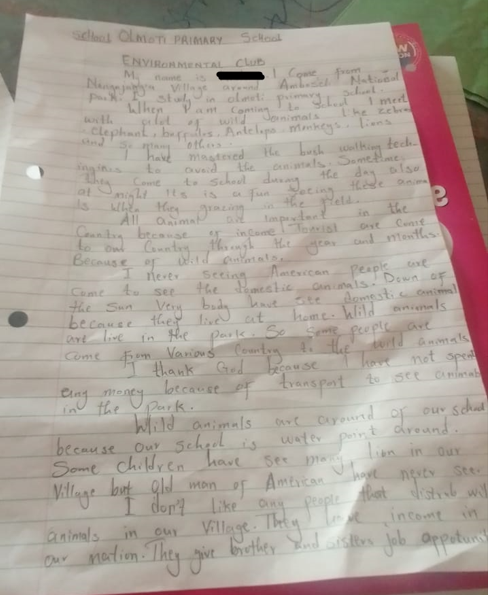 School OLMOTI PRIMARY School
ENVIRONMENTAL CLUB
My name is I Come from
Village around Amboseli National
park. I study in olmoti primary school.
When I am coming to school I meet
with alot of wild animals like zebra
elephant, baffulos, Antelops monkeys. Lions
and so many others.
I have mastered the bush walking tech-
ingines to avoid the animals. Sometime
They come to school during the day also
at night It is a fun seeing these anima
ls while they grazing in the field.
All animal are Important in the
Country because of income. Tourist are come
to our Country through the year and months.
Because of wild animals.
I Never seeing American people are
come to see the domestic animals. Down of
the sun Very body have see domestic animal
because they live at home. Wild animals
are live in the park. So some people are
come from various Country to the wild animals.
I thank God because I have not spent
any money because of transport to see animals
in the park.
Wild animals are around of our school
because our school is water point around.
Some children have see many lion in our
Village but old man of American have never see.
I don't like any people that distrub wil
animals in our Village. They leave income in
our nation. They give brother and sisters job appotunit